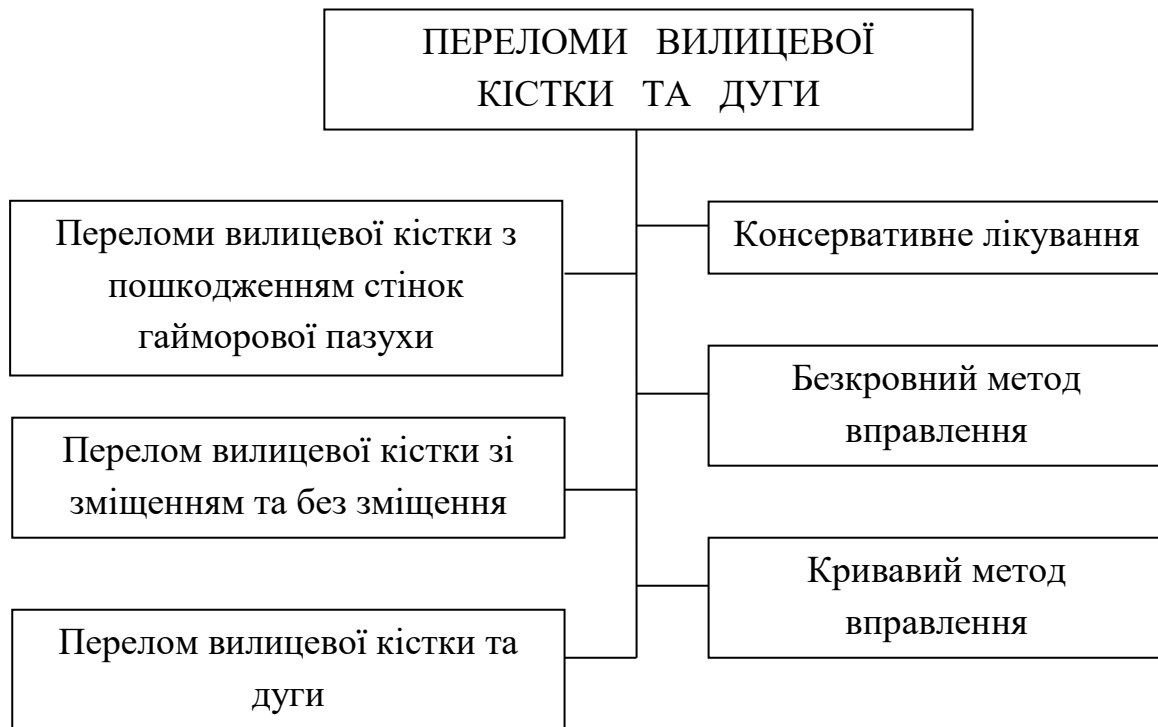 ПЕРЕЛОМИ ВИЛИЦЕВОЇ
КІСТКИ ТА ДУГИ
Переломи вилицевої кістки з
пошкодженням стінок
гайморової пазухи
Перелом вилицевої кістки зі
зміщенням та без зміщення
Перелом вилицевої кістки та
дуги
Консервативне лікування
Безкровний метод
вправлення
Кривавий метод
вправлення